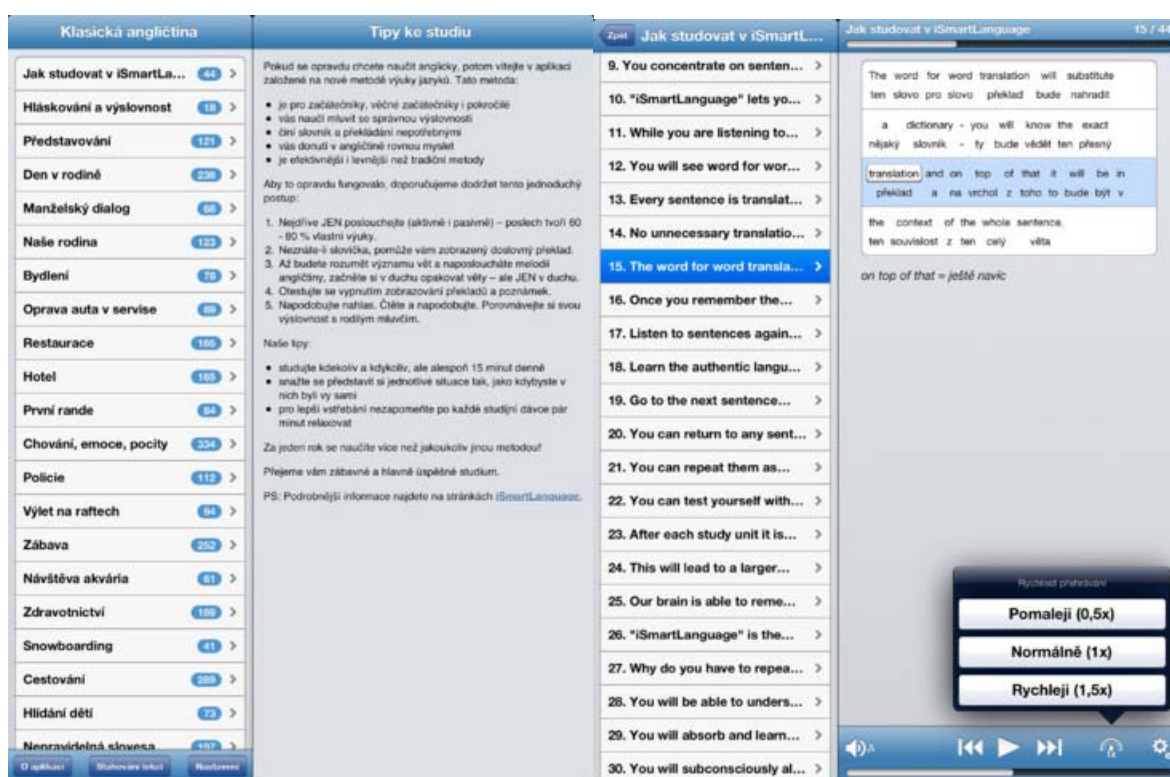 Klasická angličtina
Jak studovat v iSmartLa... 44
Hláskování a výslovnost 18
Představování 121
Den v rodině 236
Manželský dialog 68
Naše rodina 123
Bydlení 76
Oprava auta v servise 89
Restaurace 165
Hotel 165
První rande 84
Chování, emoce, pocity 334
Policie 112
Výlet na raftech 94
Zábava 252
Návštěva akvária 61
Zdravotnictví 169
Snowboarding 41
Cestování 289
Hlídání dětí 73
Nepravidelná slovesa 197
O aplikaci Stahování lekcí Nastavení
Tipy ke studiu
Pokud se opravdu chcete naučit anglicky, potom vítejte v aplikaci
založené na nové metodě výuky jazyků. Tato metoda:
• je pro začátečníky, věčné začátečníky i pokročilé
• vás naučí mluvit se správnou výslovností
• činí slovník a překládání nepotřebnými
• vás donutí v angličtině rovnou myslet
• je efektivnější i levnější než tradiční metody
Aby to opravdu fungovalo, doporučujeme dodržet tento jednoduchý
postup:
1. Nejdříve JEN poslouchejte (aktivně i pasivně) – poslech tvoří 60
- 80 % vlastní výuky.
2. Neznáte-li slovíčka, pomůže vám zobrazený doslovný překlad.
3. Až budete rozumět významu vět a naposloucháte melodii
angličtiny, začněte si v duchu opakovat věty – ale JEN v duchu.
4. Otestujte se vypnutím zobrazování překladů a poznámek.
5. Napodobujte nahlas. Čtěte a napodobujte. Porovnávejte si svou
výslovnost s rodilým mluvčím.
Naše tipy:
• studujte kdekoliv a kdykoliv, ale alespoň 15 minut denně
• snažte se představit si jednotlivé situace tak, jako kdybyste v
nich byli vy sami
• pro lepší vstřebání nezapomeňte po každé studijní dávce pár
minut relaxovat
Za jeden rok se naučíte více než jakoukoliv jinou metodou!
Přejeme vám zábavné a hlavně úspěšné studium.
PS: Podrobnější informace najdete na stránkách iSmartLanguage.
Zpět Jak studovat v iSmartL...
9. You concentrate on senten...
10. "iSmartLanguage" lets yo...
11. While you are listening to...
12. You will see word for wor...
13. Every sentence is translat...
14. No unnecessary translatio...
15. The word for word transla...
16. Once you remember the...
17. Listen to sentences again...
18. Learn the authentic langu...
19. Go to the next sentence...
20. You can return to any sent...
21. You can repeat them as...
22. You can test yourself with...
23. After each study unit it is...
24. This will lead to a larger...
25. Our brain is able to reme...
26. "iSmartLanguage" is the...
27. Why do you have to repea...
28. You will be able to unders...
29. You will absorb and learn...
30. You will subconsciously al...
Jak studovat v iSmartLanguage 15 / 44
The word for word translation will substitute
ten slovo pro slovo překlad bude nahradit
a dictionary - you will know the exact
nějaký slovník - ty bude vědět ten přesný
translation and on top of that it will be in
překlad a na vrchol z toho to bude být v
the context of the whole sentence.
ten souvislost z ten celý věta
on top of that = ještě navíc
Rychlost přehrávání
Pomaleji (0,5x)
Normálně (1x)
Rychleji (1,5x)
A